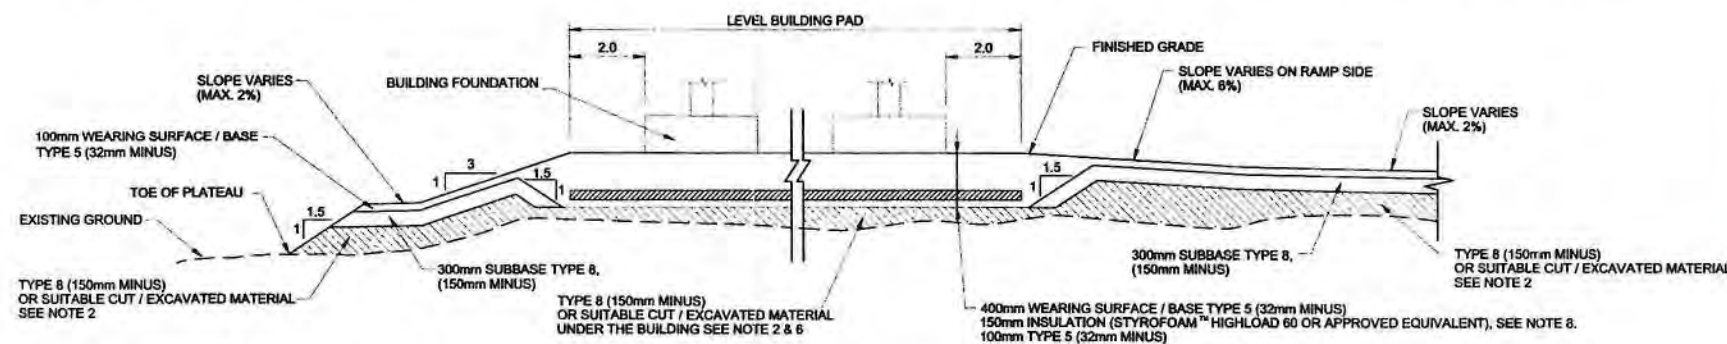 LEVEL BUILDING PAD
2.0
2.0
FINISHED GRADE
SLOPE VARIES
(MAX. 2%)
BUILDING FOUNDATION
SLOPE VARIES ON RAMP SIDE
(MAX. 6%)
SLOPE VARIES
(MAX. 2%)
100mm WEARING SURFACE / BASE
TYPE 5 (32mm MINUS)
3
1
1.5
1
1.5
1
TOE OF PLATEAU
1.5
1
EXISTING GROUND
300mm SUBBASE TYPE 8,
(150mm MINUS)
300mm SUBBASE TYPE 8,
(150mm MINUS)
TYPE 8 (150mm MINUS)
OR SUITABLE CUT / EXCAVATED MATERIAL
SEE NOTE 2
TYPE 8 (150mm MINUS)
OR SUITABLE CUT / EXCAVATED MATERIAL
SEE NOTE 2
TYPE 8 (150mm MINUS)
OR SUITABLE CUT / EXCAVATED MATERIAL
UNDER THE BUILDING SEE NOTE 2 & 6
400mm WEARING SURFACE / BASE TYPE 5 (32mm MINUS)
150mm INSULATION (STYROFOAM™ HIGHLOAD 60 OR APPROVED EQUIVALENT), SEE NOTE 8.
100mm TYPE 5 (32mm MINUS)